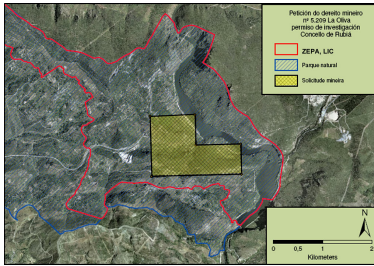 Petición do dereito mineiro
nº 5.209 La Oliva
permiso de investigación
Concello de Rubiá
ZEPA, LIC
Parque natural
Solicitude mineira
N
0 0,5 1 2
Kilometers